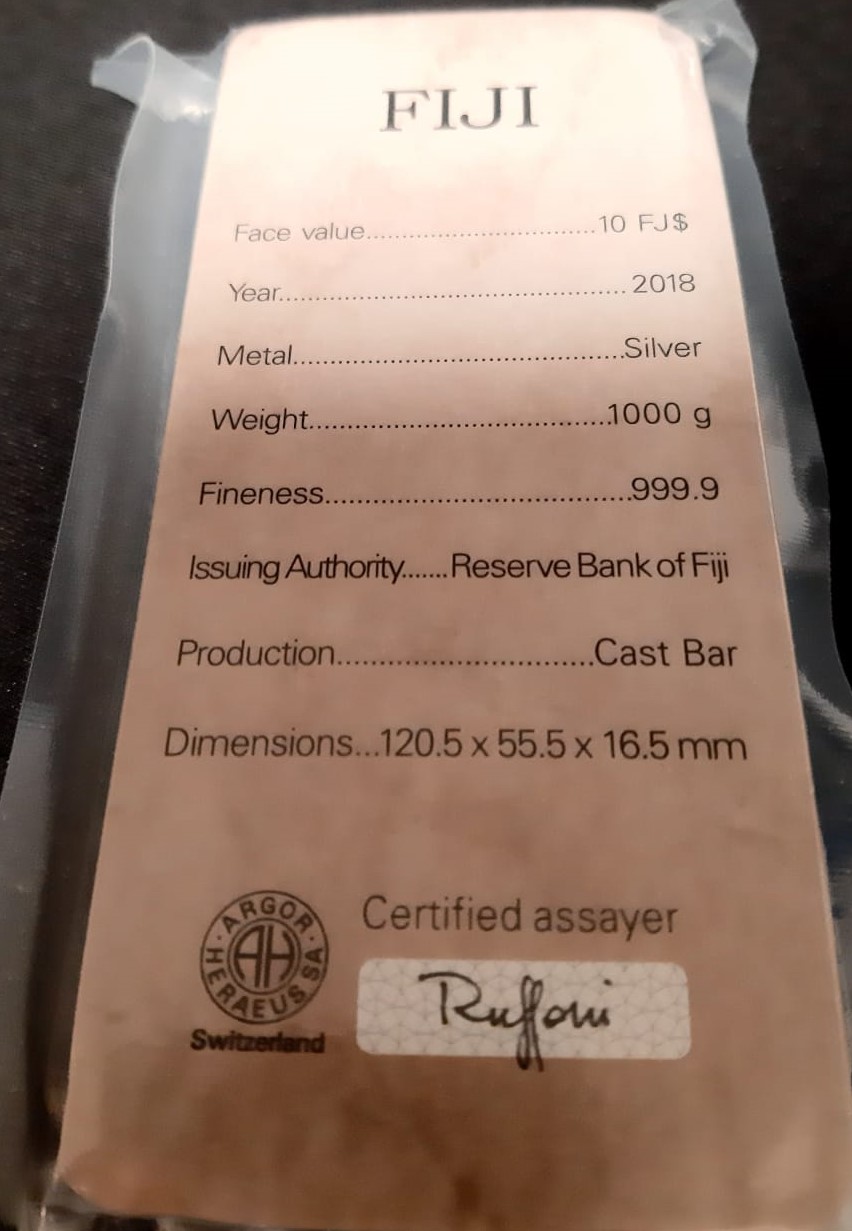 FIJI
Face value..................................10 FJ$
Year.................................................... 2018
Metal................................................Silver
Weight...........................................1000 g
Fineness...........................................999.9
Issuing Authority.......Reserve Bank of Fiji
Production.............................Cast Bar
Dimensions...120.5 x 55.5 x 16.5 mm
ARGOR · HERAEUS SA ·
AH
Switzerland
Certified assayer
Ruffoni